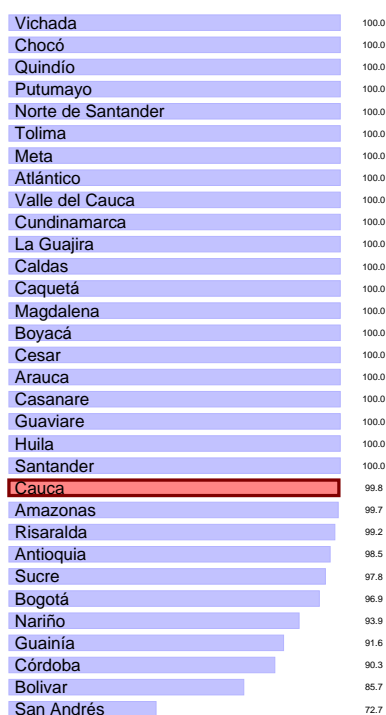 Vichada 100.0
Chocó 100.0
Quindío 100.0
Putumayo 100.0
Norte de Santander 100.0
Tolima 100.0
Meta 100.0
Atlántico 100.0
Valle del Cauca 100.0
Cundinamarca 100.0
La Guajira 100.0
Caldas 100.0
Caquetá 100.0
Magdalena 100.0
Boyacá 100.0
Cesar 100.0
Arauca 100.0
Casanare 100.0
Guaviare 100.0
Huila 100.0
Santander 100.0
Cauca 99.8
Amazonas 99.7
Risaralda 99.2
Antioquia 98.5
Sucre 97.8
Bogotá 96.9
Nariño 93.9
Guainía 91.6
Córdoba 90.3
Bolivar 85.7
San Andrés 72.7